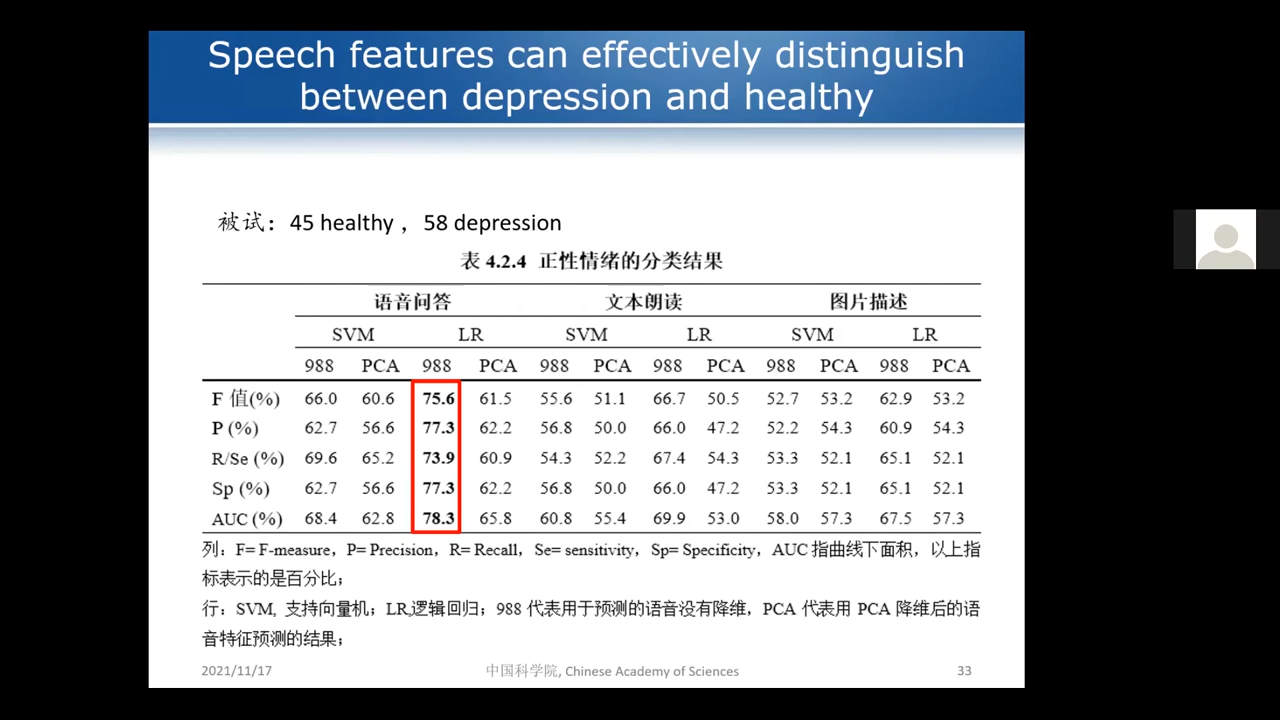 Speech features can effectively distinguish
between depression and healthy
被试：45 healthy ，58 depression
表 4.2.4 正性情绪的分类结果
语音问答 文本朗读 图片描述
SVM LR SVM LR SVM LR
988 PCA 988 PCA 988 PCA 988 PCA 988 PCA 988 PCA
F 值(%) 66.0 60.6 75.6 61.5 55.6 51.1 66.7 50.5 52.7 53.2 62.9 53.2
P (%) 62.7 56.6 77.3 62.2 56.8 50.0 66.0 47.2 52.2 54.3 60.9 54.3
R/Se (%) 69.6 65.2 73.9 60.9 54.3 52.2 67.4 54.3 53.3 52.1 65.1 52.1
Sp (%) 62.7 56.6 77.3 62.2 56.8 50.0 66.0 47.2 53.3 52.1 65.1 52.1
AUC (%) 68.4 62.8 78.3 65.8 60.8 55.4 69.9 53.0 58.0 57.3 67.5 57.3
列：F= F-measure，P= Precision，R= Recall，Se= sensitivity，Sp= Specificity，AUC 指曲线下面积，以上指
标表示的是百分比；
行：SVM, 支持向量机；LR,逻辑回归；988 代表用于预测的语音没有降维，PCA 代表用 PCA 降维后的语
音特征预测的结果；
2021/11/17 中国科学院, Chinese Academy of Sciences 33